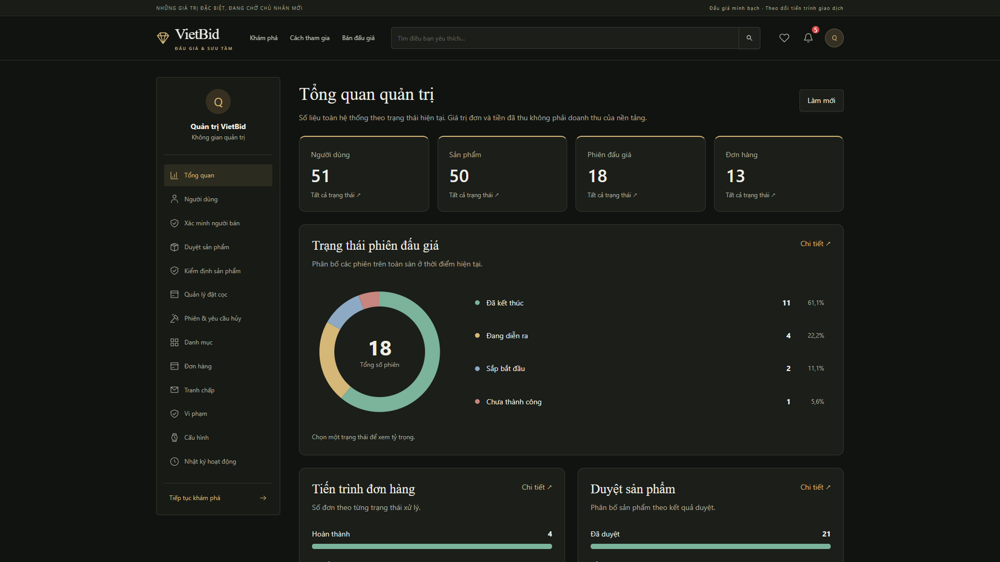 NHỮNG GIÁ TRỊ ĐẶC BIỆT, ĐANG CHỜ CHỦ NHÂN MỚI
Đấu giá minh bạch · Theo dõi tiến trình giao dịch
VietBid
ĐẤU GIÁ & SƯU TẦM
Khám phá
Cách tham gia
Bán đấu giá
Tìm điều bạn yêu thích...
5
Q
Q
Quản trị VietBid
Không gian quản trị
Tổng quan
Người dùng
Xác minh người bán
Duyệt sản phẩm
Kiểm định sản phẩm
Quản lý đặt cọc
Phiên & yêu cầu hủy
Danh mục
Đơn hàng
Tranh chấp
Vi phạm
Cấu hình
Nhật ký hoạt động
Tiếp tục khám phá →
Tổng quan quản trị
Làm mới
Số liệu toàn hệ thống theo trạng thái hiện tại. Giá trị đơn và tiền đã thu không phải doanh thu của nền tảng.
Người dùng
51
Tất cả trạng thái ↗
Sản phẩm
50
Tất cả trạng thái ↗
Phiên đấu giá
18
Tất cả trạng thái ↗
Đơn hàng
13
Tất cả trạng thái ↗
Trạng thái phiên đấu giá
Chi tiết ↗
Phân bố các phiên trên toàn sàn ở thời điểm hiện tại.
18
Tổng số phiên
Đã kết thúc 11 61,1%
Đang diễn ra 4 22,2%
Sắp bắt đầu 2 11,1%
Chưa thành công 1 5,6%
Chọn một trạng thái để xem tỷ trọng.
Tiến trình đơn hàng
Chi tiết ↗
Số đơn theo từng trạng thái xử lý.
Hoàn thành 4
Duyệt sản phẩm
Chi tiết ↗
Phân bố sản phẩm theo kết quả duyệt.
Đã duyệt 21